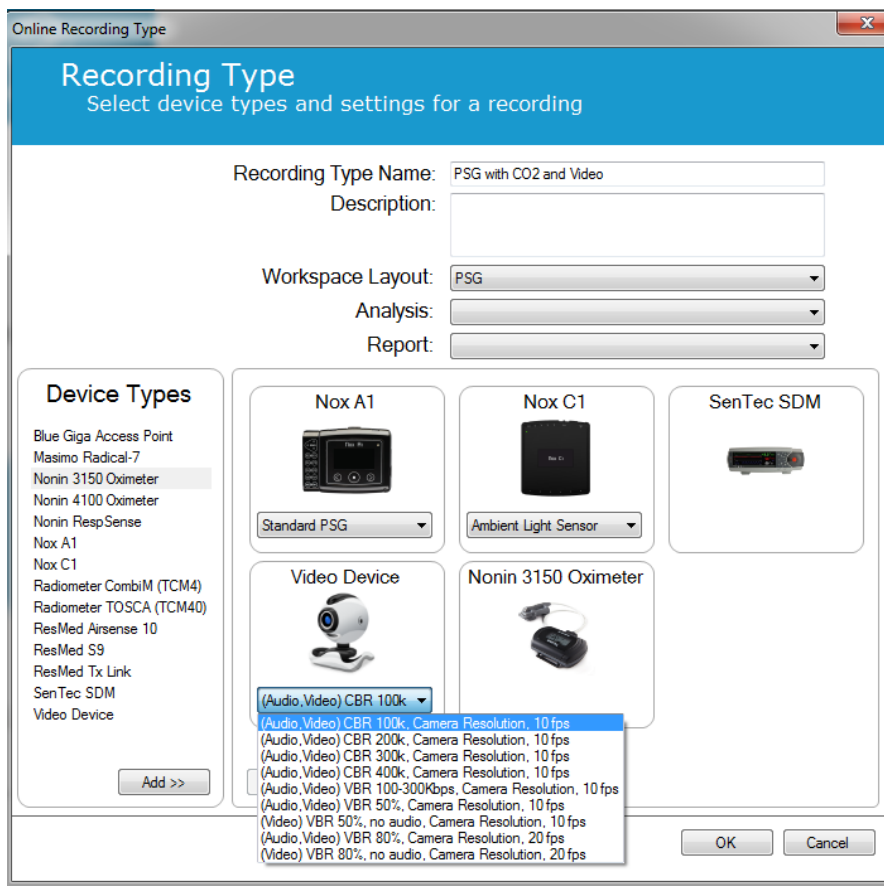 Online Recording Type
Recording Type
Select device types and settings for a recording
Recording Type Name: PSG with CO2 and Video
Description:
Workspace Layout: PSG
Analysis:
Report:
Device Types
Blue Giga Access Point
Masimo Radical-7
Nonin 3150 Oximeter
Nonin 4100 Oximeter
Nonin RespSense
Nox A1
Nox C1
Radiometer CombiM (TCM4)
Radiometer TOSCA (TCM40)
ResMed Airsense 10
ResMed S9
ResMed Tx Link
SenTec SDM
Video Device
Add >>
Nox A1
Nox A1
Standard PSG
Nox C1
Nox C1
Ambient Light Sensor
SenTec SDM
Video Device
(Audio,Video) CBR 100k
Nonin 3150 Oximeter
(Audio,Video) CBR 100k, Camera Resolution, 10 fps
(Audio,Video) CBR 200k, Camera Resolution, 10 fps
(Audio,Video) CBR 300k, Camera Resolution, 10 fps
(Audio,Video) CBR 400k, Camera Resolution, 10 fps
(Audio,Video) VBR 100-300Kbps, Camera Resolution, 10 fps
(Audio,Video) VBR 50%, Camera Resolution, 10 fps
(Video) VBR 50%, no audio, Camera Resolution, 10 fps
(Audio,Video) VBR 80%, Camera Resolution, 20 fps
(Video) VBR 80%, no audio, Camera Resolution, 20 fps
OK
Cancel